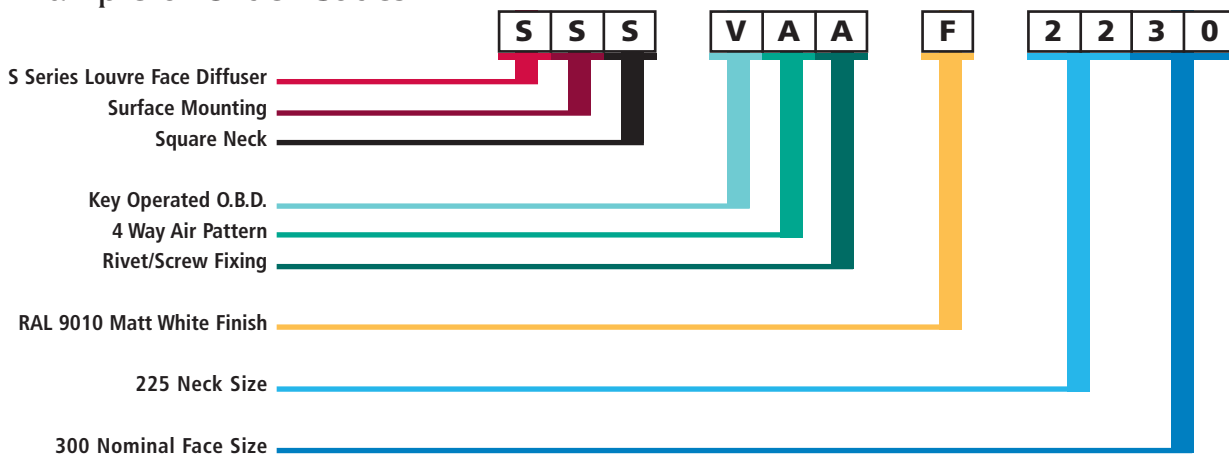 S S S V A A F 2 2 3 0
S Series Louvre Face Diffuser
Surface Mounting
Square Neck
Key Operated O.B.D.
4 Way Air Pattern
Rivet/Screw Fixing
RAL 9010 Matt White Finish
225 Neck Size
300 Nominal Face Size